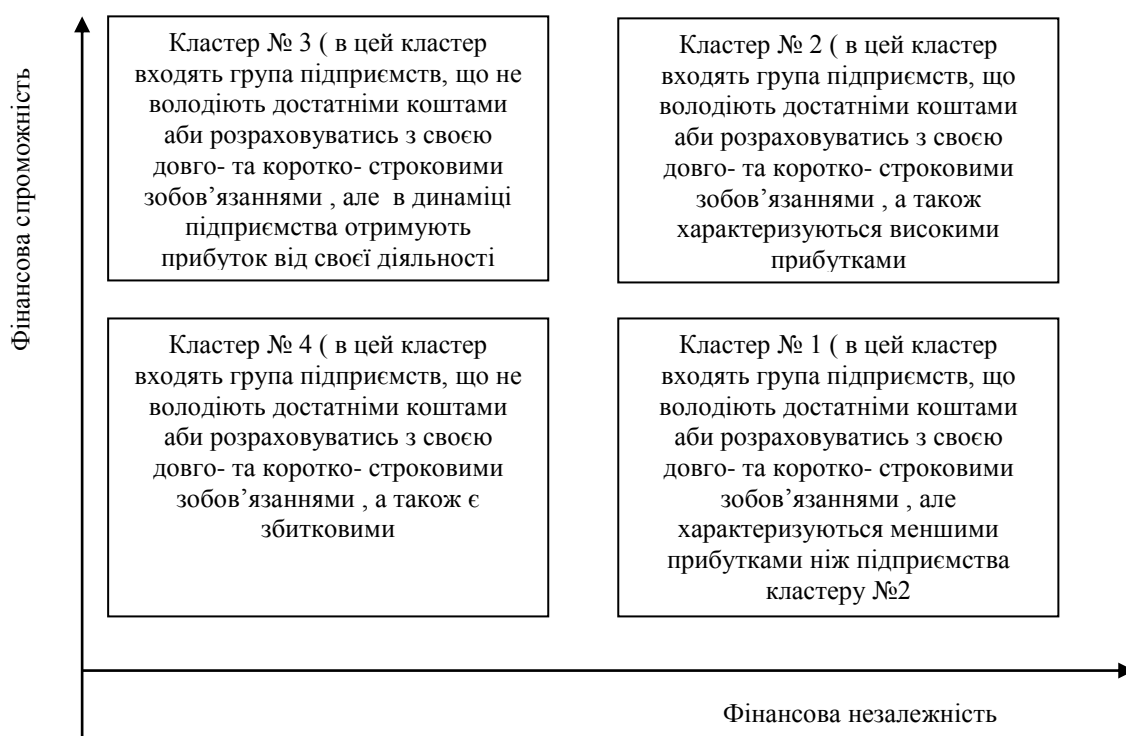 Фінансова спроможність
Кластер № 3 ( в цей кластер
входять група підприємств, що не
володіють достатніми коштами
аби розраховуватись з своєю
довго- та коротко- строковими
зобов’язаннями , але  в динаміці
підприємства отримують
прибуток від своєї діяльності
Кластер № 2 ( в цей кластер
входять група підприємств, що
володіють достатніми коштами
аби розраховуватись з своєю
довго- та коротко- строковими
зобов’язаннями , а також
характеризуються високими
прибутками
Кластер № 4 ( в цей кластер
входять група підприємств, що не
володіють достатніми коштами
аби розраховуватись з своєю
довго- та коротко- строковими
зобов’язаннями , а також є
збитковими
Кластер № 1 ( в цей кластер
входять група підприємств, що
володіють достатніми коштами
аби розраховуватись з своєю
довго- та коротко- строковими
зобов’язаннями , але
характеризуються меншими
прибутками ніж підприємства
кластеру №2
Фінансова незалежність